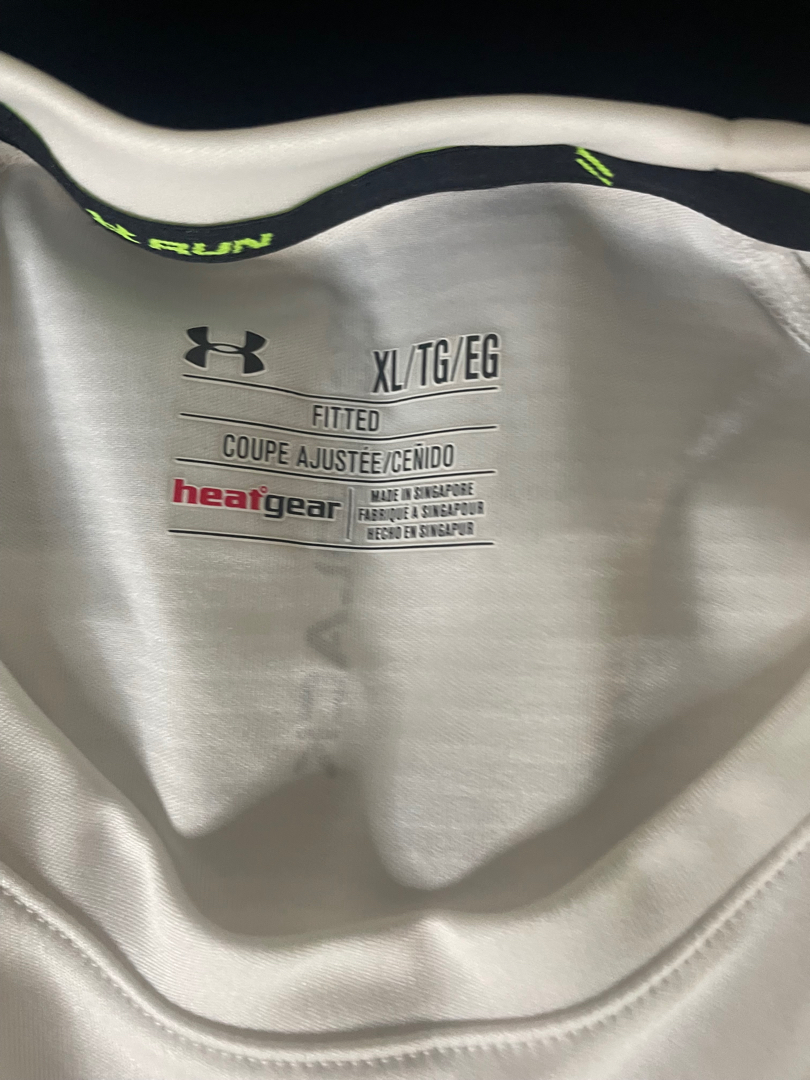 RUN
XL/TG/EG
FITTED
COUPE AJUSTÉE/CEÑIDO
heatgear
MADE IN SINGAPORE
FABRIQUÉ À SINGAPOUR
HECHO EN SINGAPUR